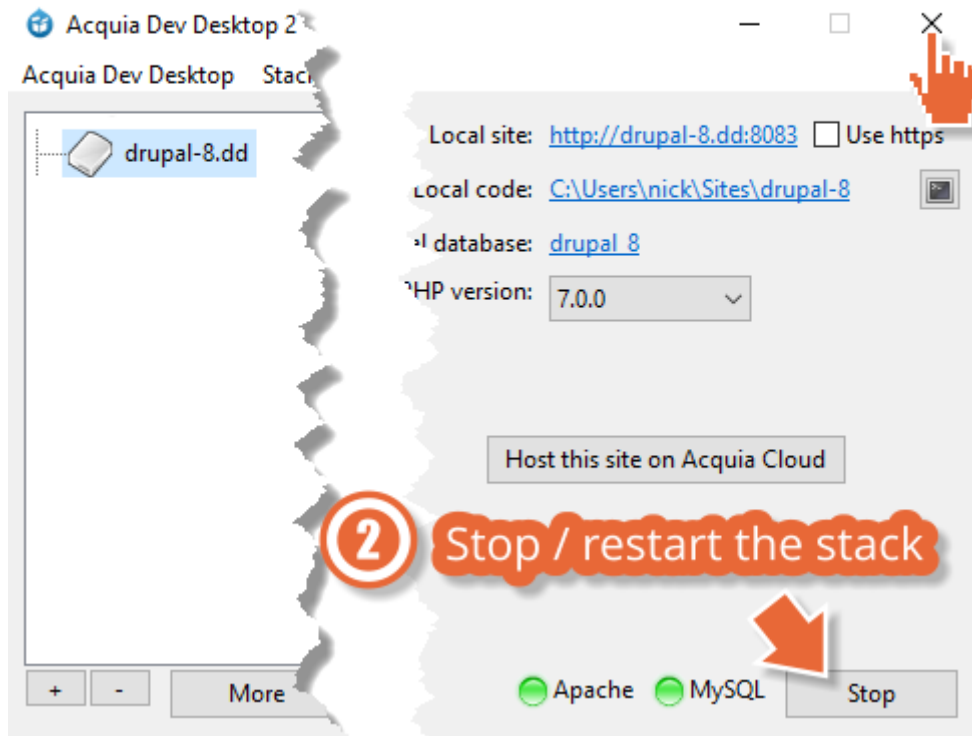 Acquia Dev Desktop 2
Acquia Dev Desktop Stack
drupal-8.dd
Local site: http://drupal-8.dd:8083 Use https
Local code: C:\Users\nick\Sites\drupal-8
database: drupal_8
PHP version: 7.0.0
Host this site on Acquia Cloud
2 Stop / restart the stack
+ - More Apache MySQL Stop